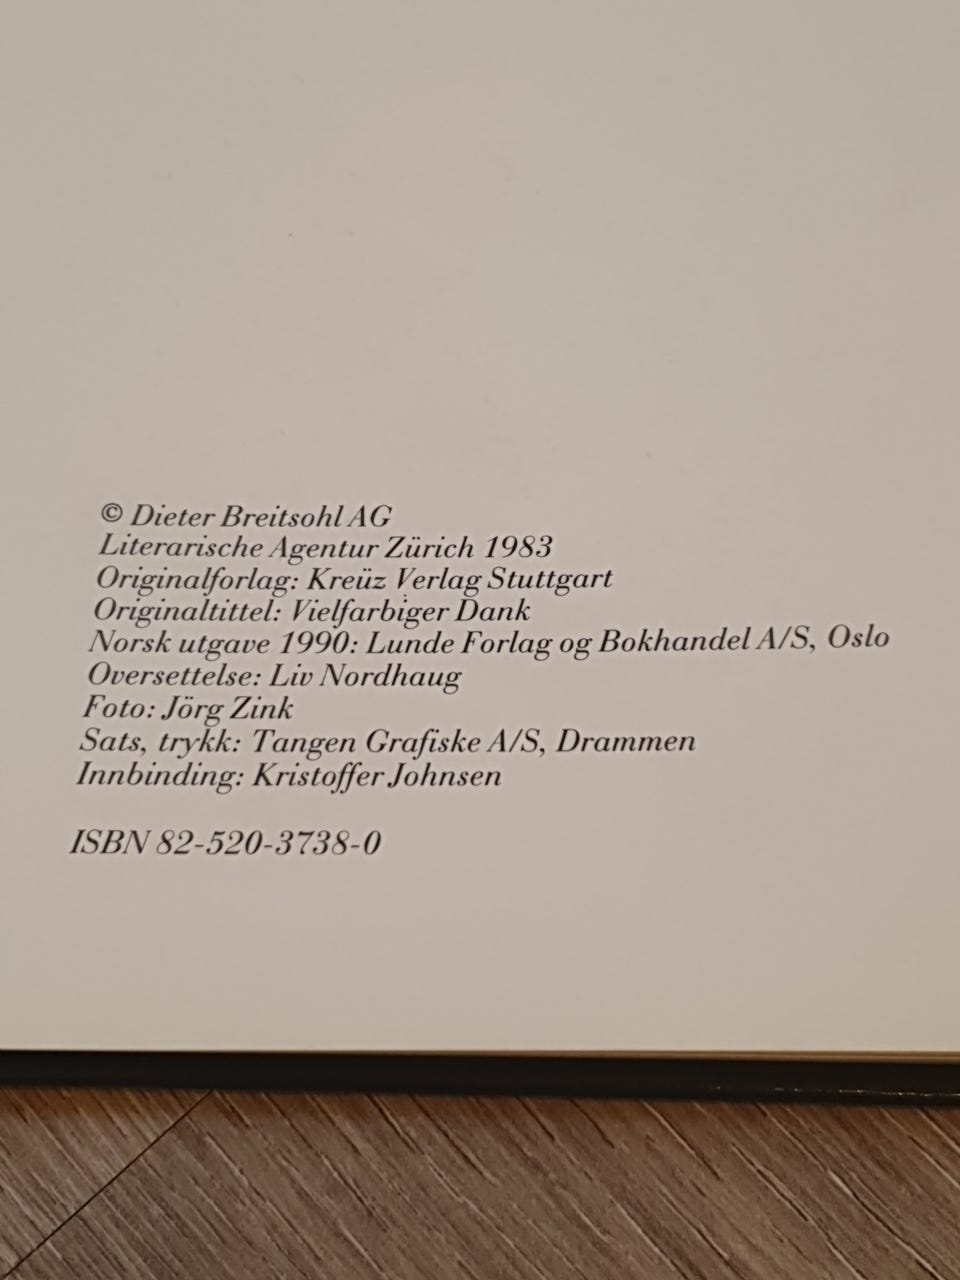 © Dieter Breitsohl AG
Literarische Agentur Zürich 1983
Originalforlag: Kreüz Verlag Stuttgart
Originaltittel: Vielfarbiger Dank
Norsk utgave 1990: Lunde Forlag og Bokhandel A/S, Oslo
Oversettelse: Liv Nordhaug
Foto: Jörg Zink
Sats, trykk: Tangen Grafiske A/S, Drammen
Innbinding: Kristoffer Johnsen
ISBN 82-520-3738-0